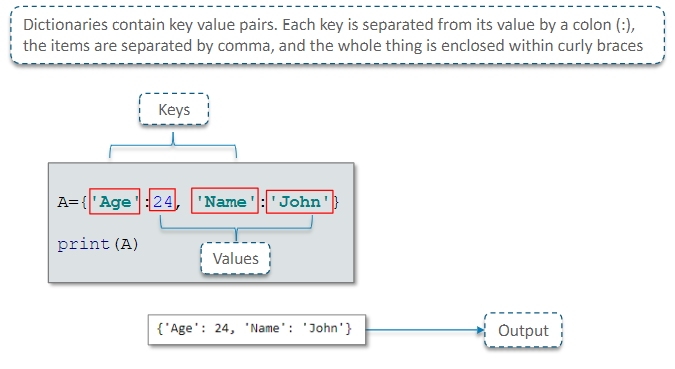 Dictionaries contain key value pairs. Each key is separated from its value by a colon (:),
the items are separated by comma, and the whole thing is enclosed within curly braces
Keys
A={'Age':24, 'Name':'John'}
print(A)
Values
{'Age': 24, 'Name': 'John'}
Output